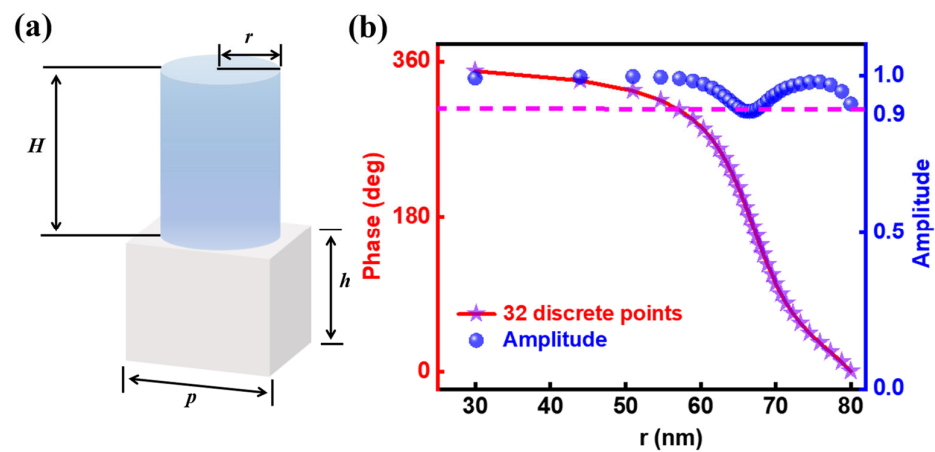 (a)
r
H
h
p
(b)
360
180
0
Phase (deg)
1.0
0.9
0.5
0.0
Amplitude
32 discrete points
Amplitude
30 40 50 60 70 80
r (nm)